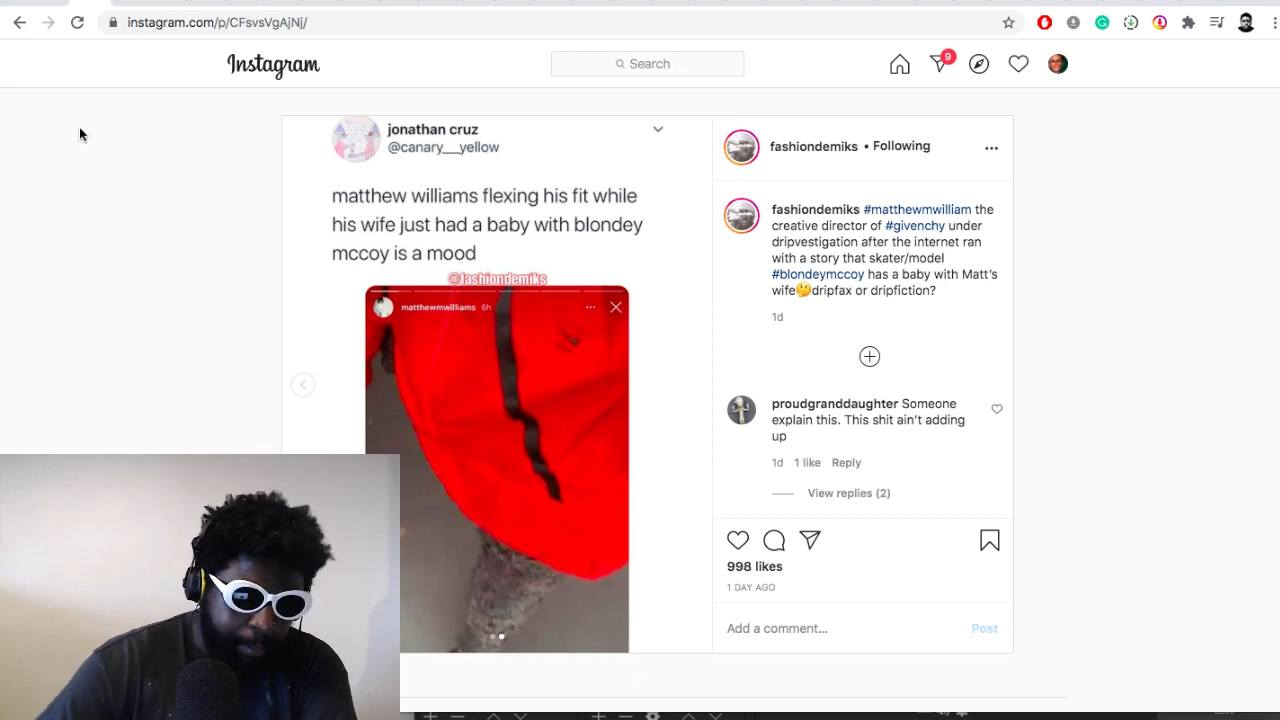 instagram.com/p/CFsvsVgAjNj/
Instagram
Search
9
jonathan cruz
@canary___yellow
matthew williams flexing his fit while
his wife just had a baby with blondey
mccoy is a mood
@fashiondemiks
matthewmwilliams 6h
fashiondemiks • Following
fashiondemiks #matthewmwilliam the
creative director of #givenchy under
dripvestigation after the internet ran
with a story that skater/model
#blondeymccoy has a baby with Matt's
wife🤔dripfax or dripfiction?
1d
proudgranddaughter Someone
explain this. This shit ain't adding
up
1d 1 like Reply
View replies (2)
998 likes
1 DAY AGO
Add a comment... Post